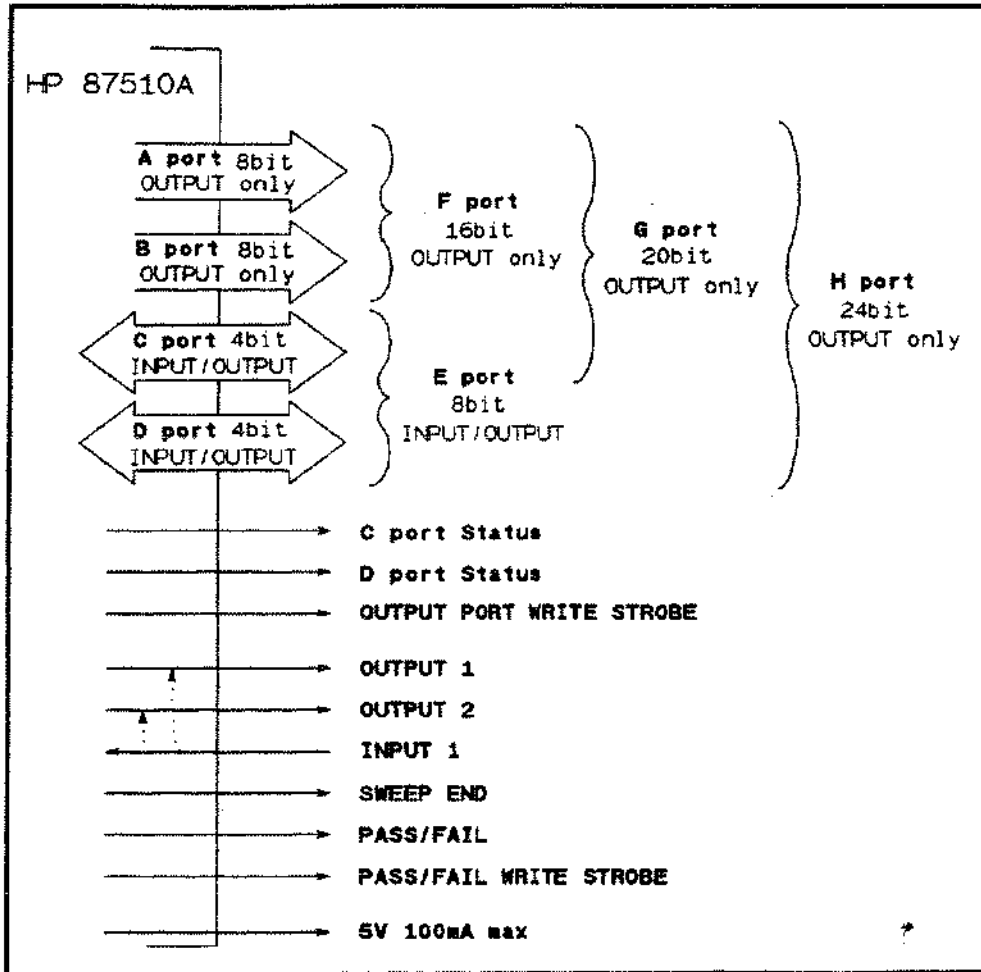 HP 87510A
A port 8bit
OUTPUT only
B port 8bit
OUTPUT only
C port 4bit
INPUT/OUTPUT
D port 4bit
INPUT/OUTPUT
F port
16bit
OUTPUT only
E port
8bit
INPUT/OUTPUT
G port
20bit
OUTPUT only
H port
24bit
OUTPUT only
C port Status
D port Status
OUTPUT PORT WRITE STROBE
OUTPUT 1
OUTPUT 2
INPUT 1
SWEEP END
PASS/FAIL
PASS/FAIL WRITE STROBE
5V 100mA max